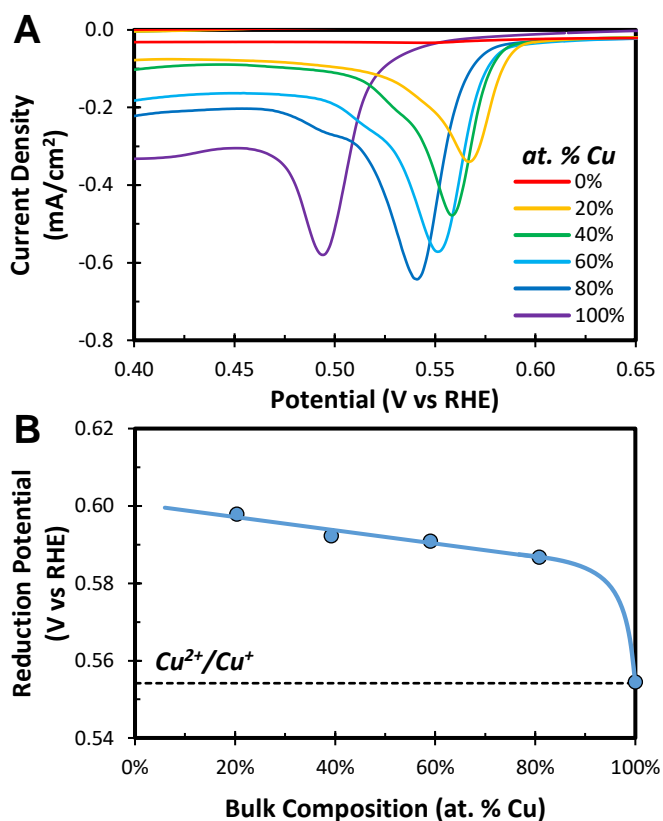 A
0.0
-0.2
-0.4
-0.6
-0.8
Current Density
(mA/cm²)
at. % Cu
0%
20%
40%
60%
80%
100%
0.40 0.45 0.50 0.55 0.60 0.65
Potential (V vs RHE)
B
0.62
0.60
0.58
0.56
0.54
Reduction Potential
(V vs RHE)
Cu²⁺/Cu⁺
0% 20% 40% 60% 80% 100%
Bulk Composition (at. % Cu)